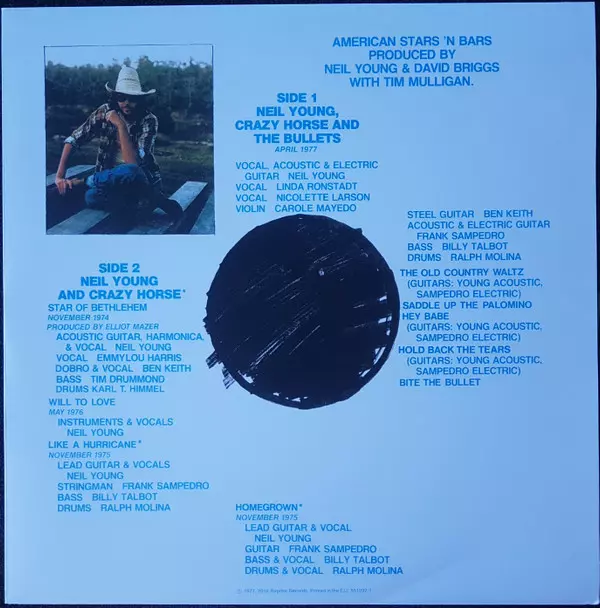 AMERICAN STARS 'N BARS
PRODUCED BY
NEIL YOUNG & DAVID BRIGGS
WITH TIM MULLIGAN.
SIDE 1
NEIL YOUNG,
CRAZY HORSE AND
THE BULLETS
APRIL 1977
VOCAL, ACOUSTIC & ELECTRIC
GUITAR NEIL YOUNG
VOCAL LINDA RONSTADT
VOCAL NICOLETTE LARSON
VIOLIN CAROLE MAYEDO
STEEL GUITAR BEN KEITH
ACOUSTIC & ELECTRIC GUITAR
FRANK SAMPEDRO
BASS BILLY TALBOT
DRUMS RALPH MOLINA
THE OLD COUNTRY WALTZ
(GUITARS: YOUNG ACOUSTIC,
SAMPEDRO ELECTRIC)
SADDLE UP THE PALOMINO
HEY BABE
(GUITARS: YOUNG ACOUSTIC,
SAMPEDRO ELECTRIC)
HOLD BACK THE TEARS
(GUITARS: YOUNG ACOUSTIC,
SAMPEDRO ELECTRIC)
BITE THE BULLET
SIDE 2
NEIL YOUNG
AND CRAZY HORSE*
STAR OF BETHLEHEM
NOVEMBER 1974
PRODUCED BY ELLIOT MAZER
ACOUSTIC GUITAR, HARMONICA,
& VOCAL NEIL YOUNG
VOCAL EMMYLOU HARRIS
DOBRO & VOCAL BEN KEITH
BASS TIM DRUMMOND
DRUMS KARL T. HIMMEL
WILL TO LOVE
MAY 1976
INSTRUMENTS & VOCALS
NEIL YOUNG
LIKE A HURRICANE*
NOVEMBER 1975
LEAD GUITAR & VOCALS
NEIL YOUNG
STRINGMAN FRANK SAMPEDRO
BASS BILLY TALBOT
DRUMS RALPH MOLINA
HOMEGROWN*
NOVEMBER 1975
LEAD GUITAR & VOCAL
NEIL YOUNG
GUITAR FRANK SAMPEDRO
BASS & VOCAL BILLY TALBOT
DRUMS & VOCAL RALPH MOLINA